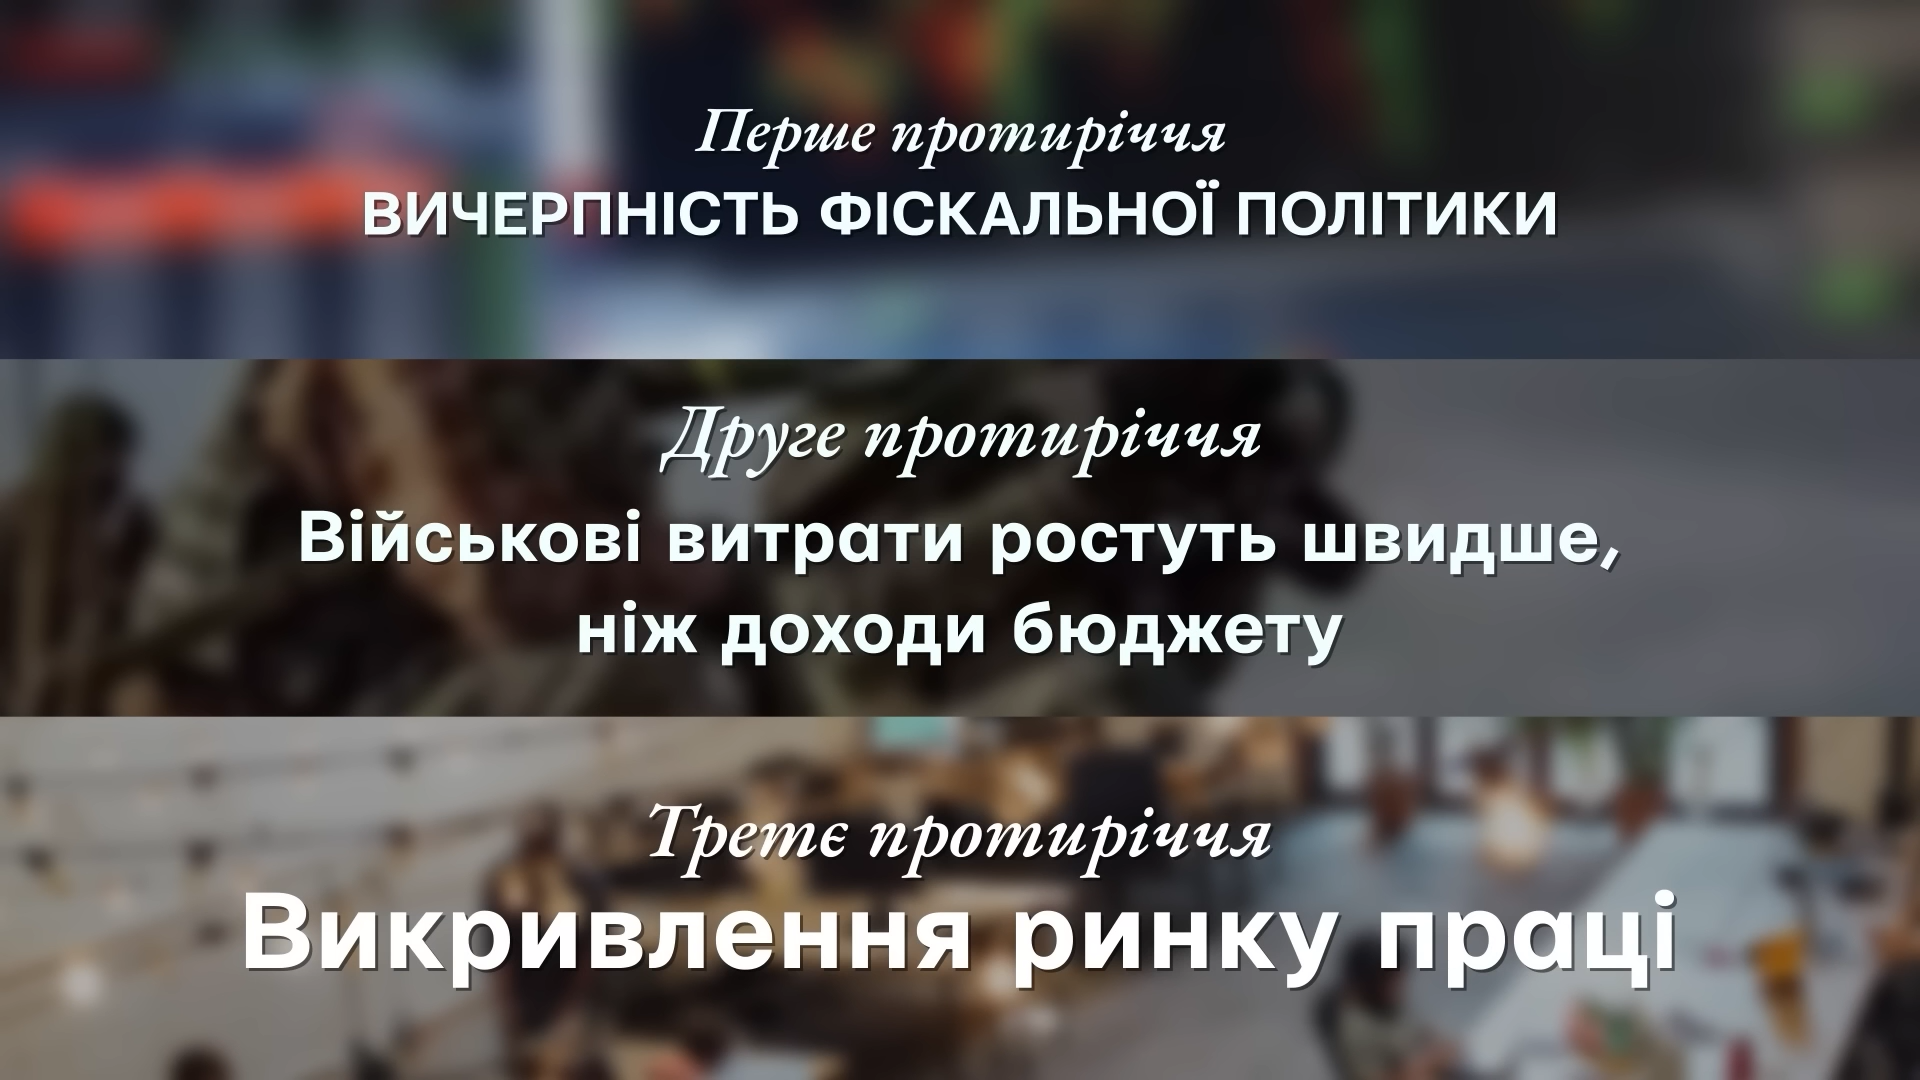 Перше протиріччя
ВИЧЕРПНІСТЬ ФІСКАЛЬНОЇ ПОЛІТИКИ
Друге протиріччя
Військові витрати ростуть швидше,
ніж доходи бюджету
Третє протиріччя
Викривлення ринку праці